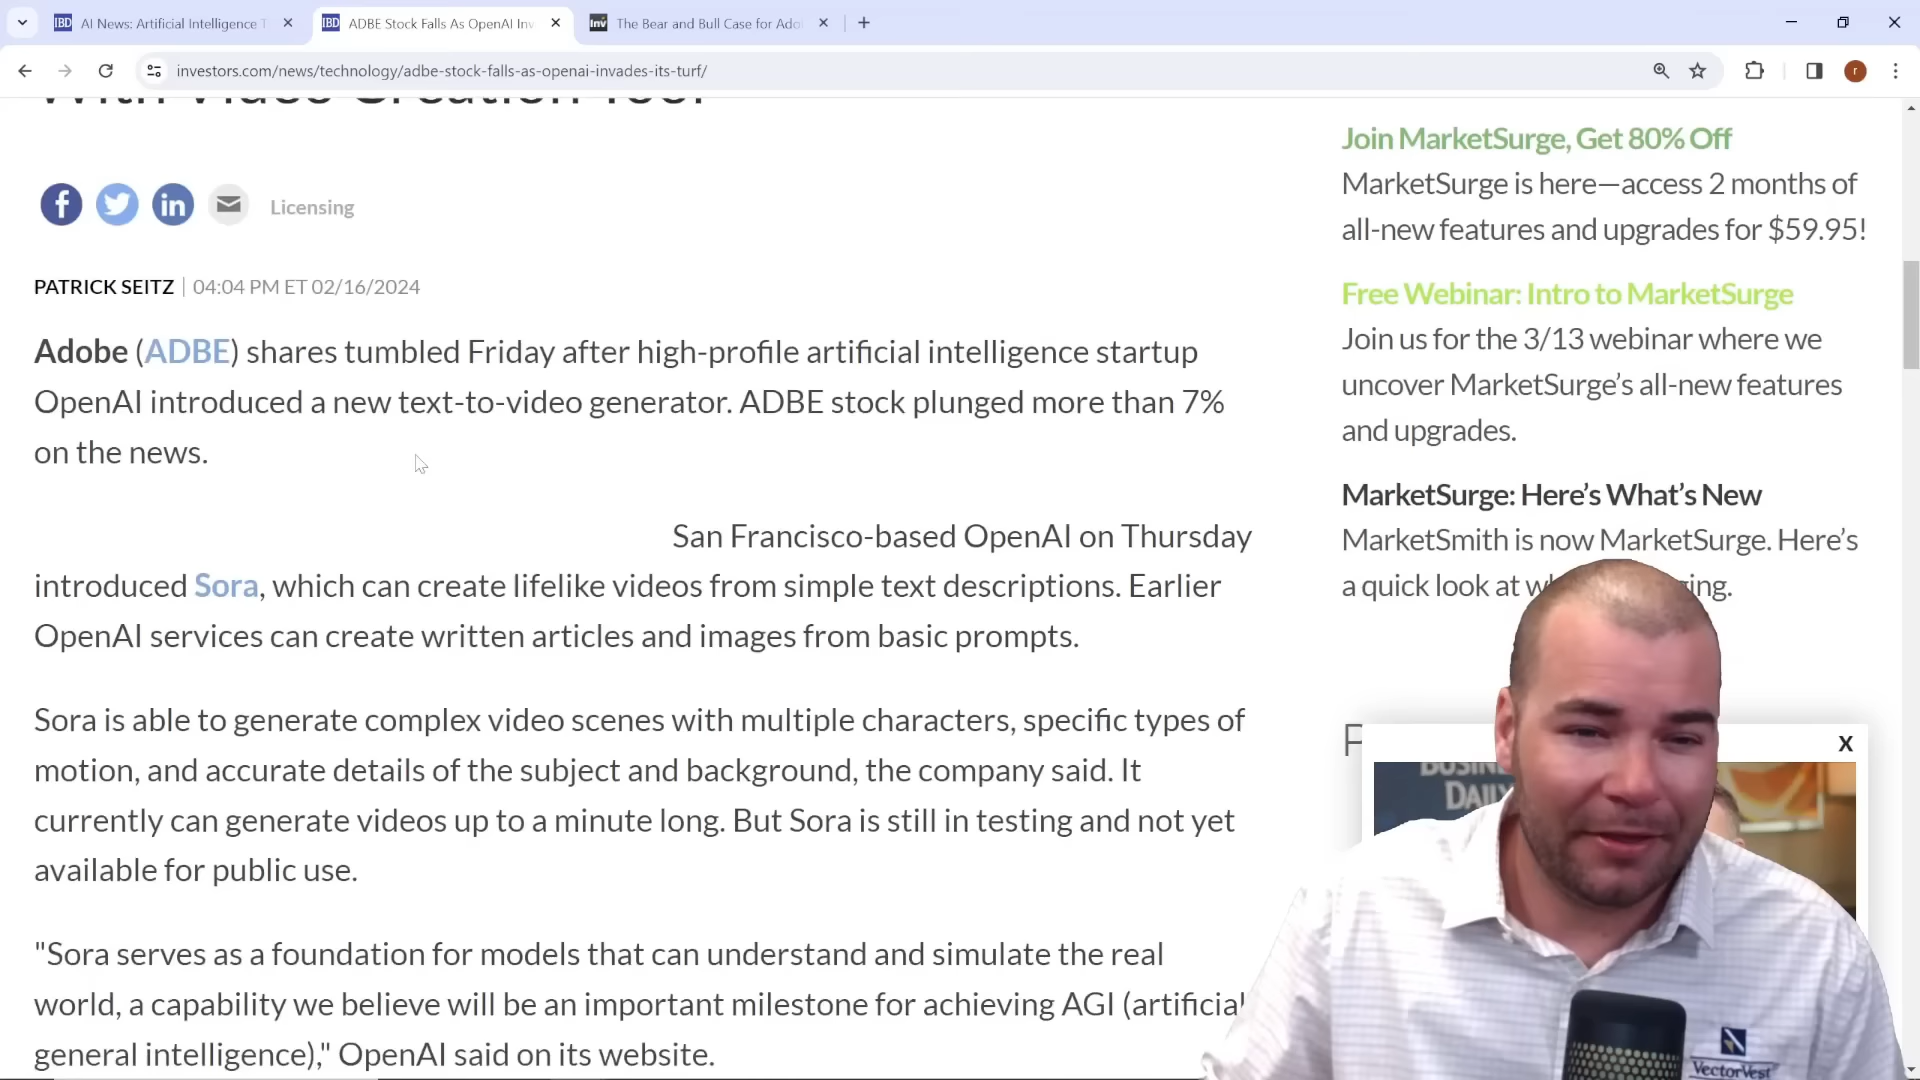 AI News: Artificial Intelligence T
ADBE Stock Falls As OpenAI Inv
The Bear and Bull Case for Ado
investors.com/news/technology/adbe-stock-falls-as-openai-invades-its-turf/
With Video Creation Tool
Licensing
PATRICK SEITZ | 04:04 PM ET 02/16/2024
Adobe (ADBE) shares tumbled Friday after high-profile artificial intelligence startup
OpenAI introduced a new text-to-video generator. ADBE stock plunged more than 7%
on the news.
San Francisco-based OpenAI on Thursday
introduced Sora, which can create lifelike videos from simple text descriptions. Earlier
OpenAI services can create written articles and images from basic prompts.
Sora is able to generate complex video scenes with multiple characters, specific types of
motion, and accurate details of the subject and background, the company said. It
currently can generate videos up to a minute long. But Sora is still in testing and not yet
available for public use.
"Sora serves as a foundation for models that can understand and simulate the real
world, a capability we believe will be an important milestone for achieving AGI (artificial
general intelligence)," OpenAI said on its website.
Join MarketSurge, Get 80% Off
MarketSurge is here—access 2 months of
all-new features and upgrades for $59.95!
Free Webinar: Intro to MarketSurge
Join us for the 3/13 webinar where we
uncover MarketSurge's all-new features
and upgrades.
MarketSurge: Here's What's New
MarketSmith is now MarketSurge. Here's
a quick look at
X
DAILY
VectorVest